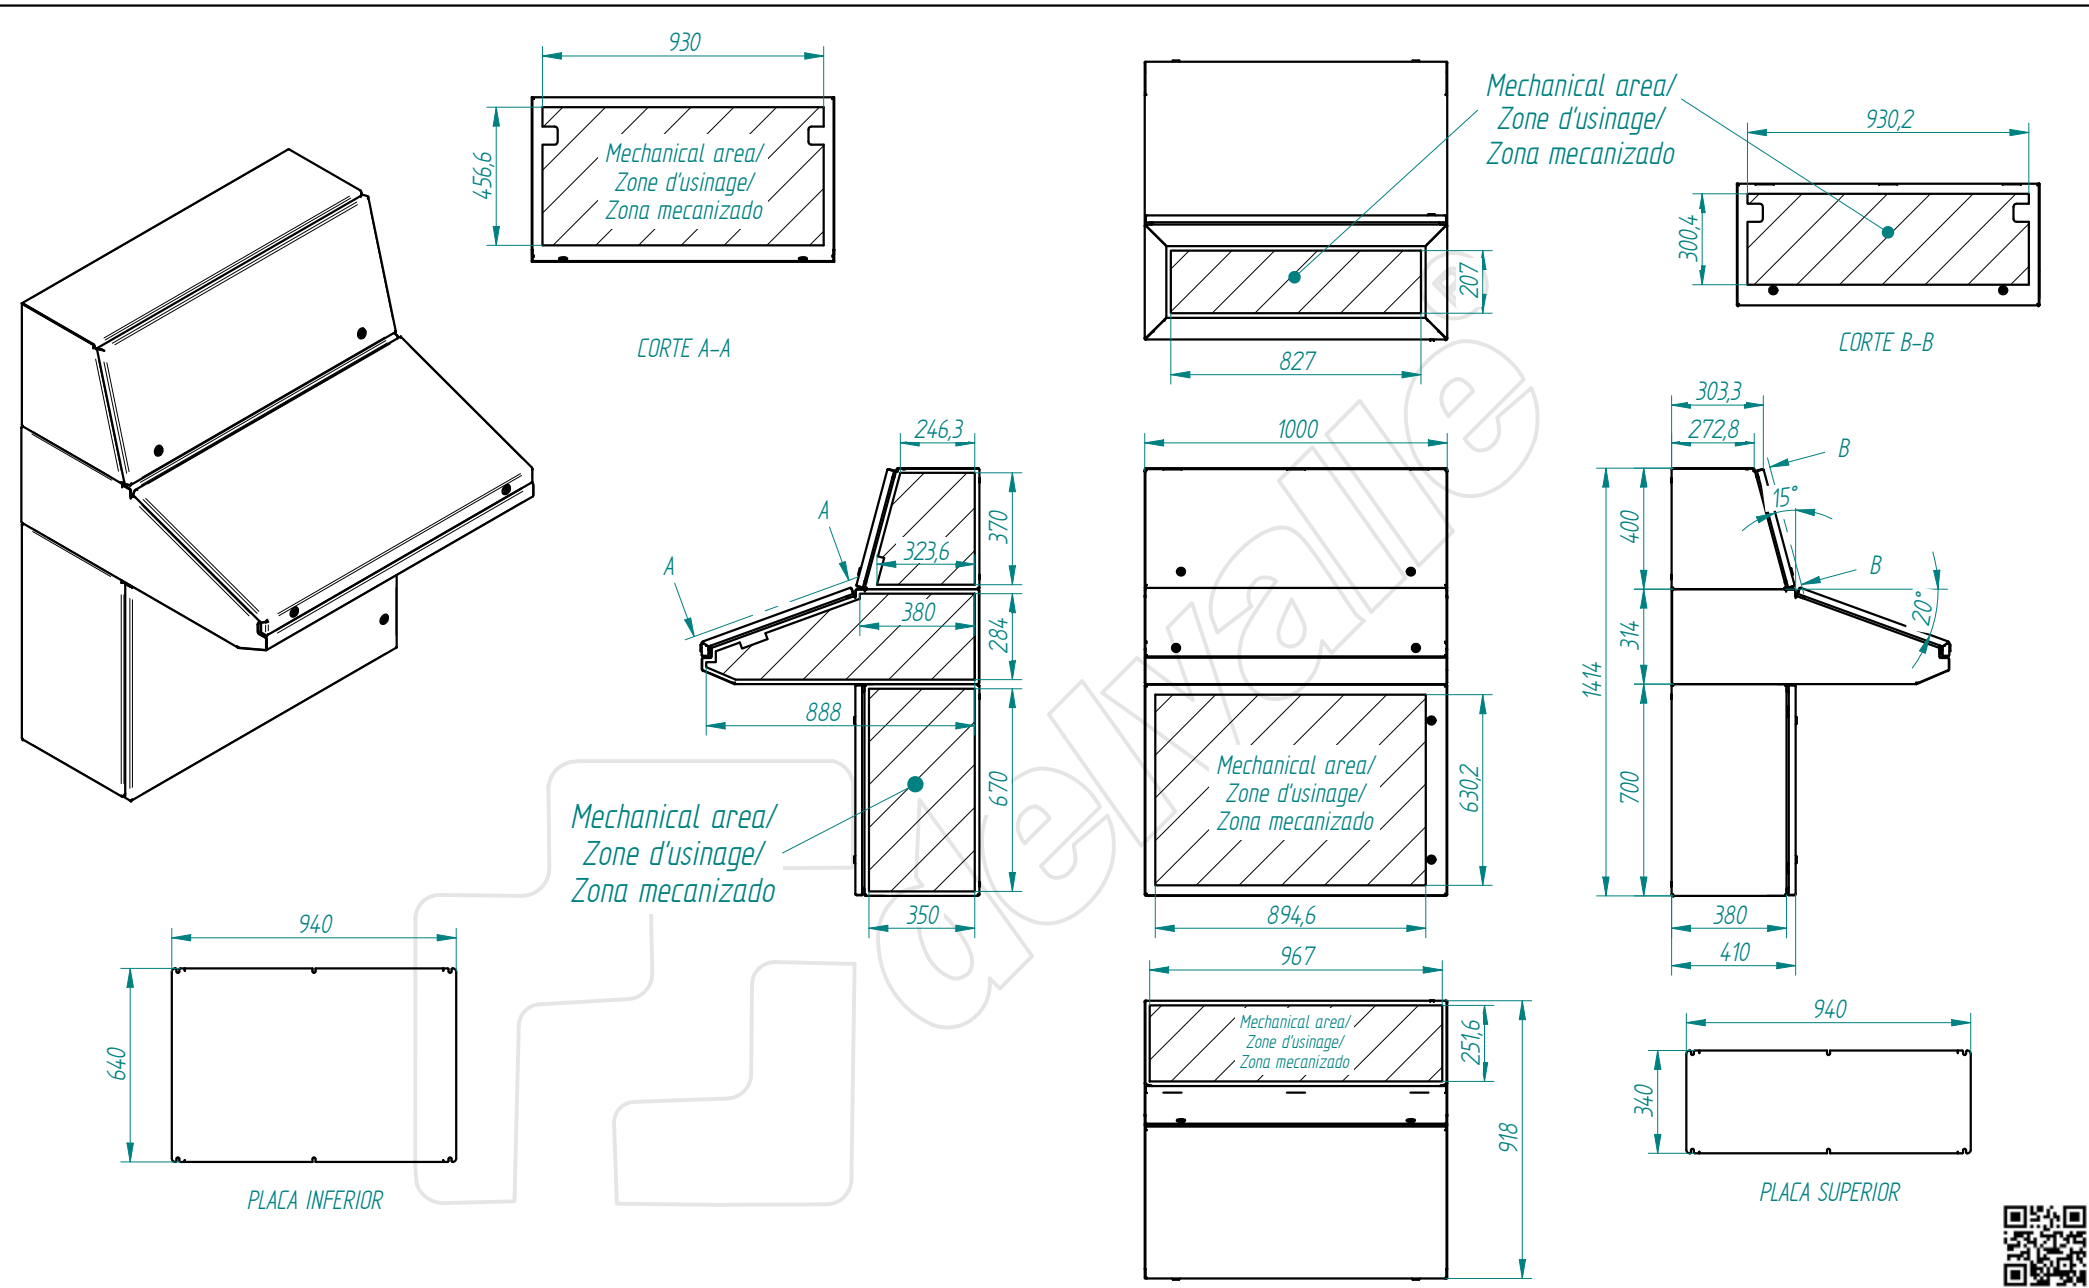 930
456,6
Mechanical area/
Zone d'usinage/
Zona mecanizado
CORTE A-A
Mechanical area/
Zone d'usinage/
Zona mecanizado
207
827
930,2
300,4
CORTE B-B
246,3
370
323,6
A
A
380
284
888
670
350
Mechanical area/
Zone d'usinage/
Zona mecanizado
1000
Mechanical area/
Zone d'usinage/
Zona mecanizado
630,2
894,6
303,3
272,8
B
15°
400
B
20°
314
1414
700
380
410
940
640
PLACA INFERIOR
967
Mechanical area/
Zone d'usinage/
Zona mecanizado
251,6
918
940
340
PLACA SUPERIOR
delvalle®